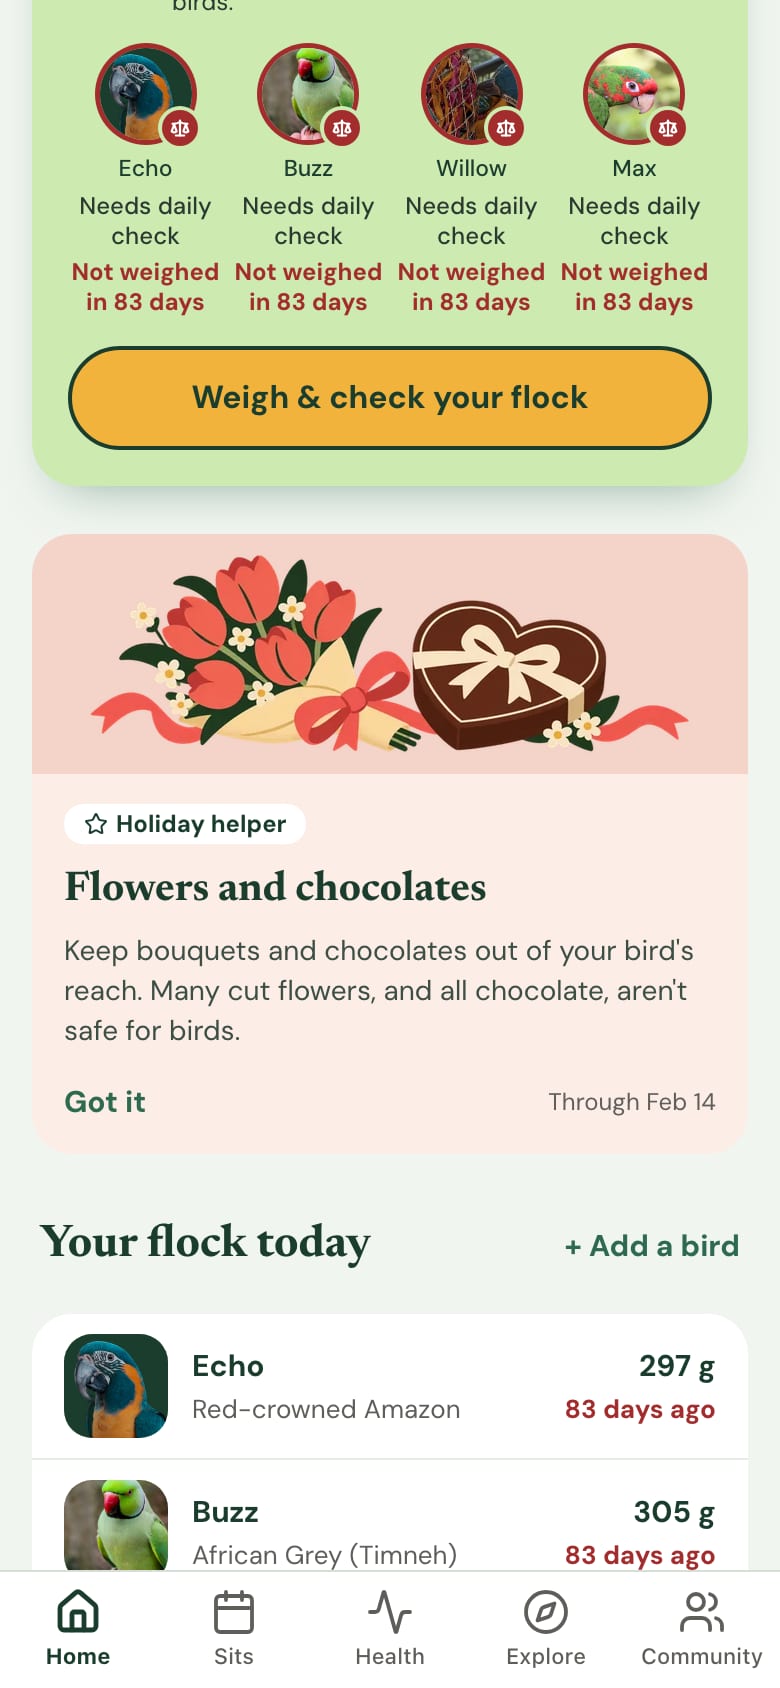 birds.
Echo
Buzz
Willow
Max
Needs daily check
Needs daily check
Needs daily check
Needs daily check
Not weighed in 83 days
Not weighed in 83 days
Not weighed in 83 days
Not weighed in 83 days
Weigh & check your flock
Holiday helper
Flowers and chocolates
Keep bouquets and chocolates out of your bird's
reach. Many cut flowers, and all chocolate, aren't
safe for birds.
Got it
Through Feb 14
Your flock today
+ Add a bird
Echo
297 g
Red-crowned Amazon
83 days ago
Buzz
305 g
African Grey (Timneh)
83 days ago
Home
Sits
Health
Explore
Community